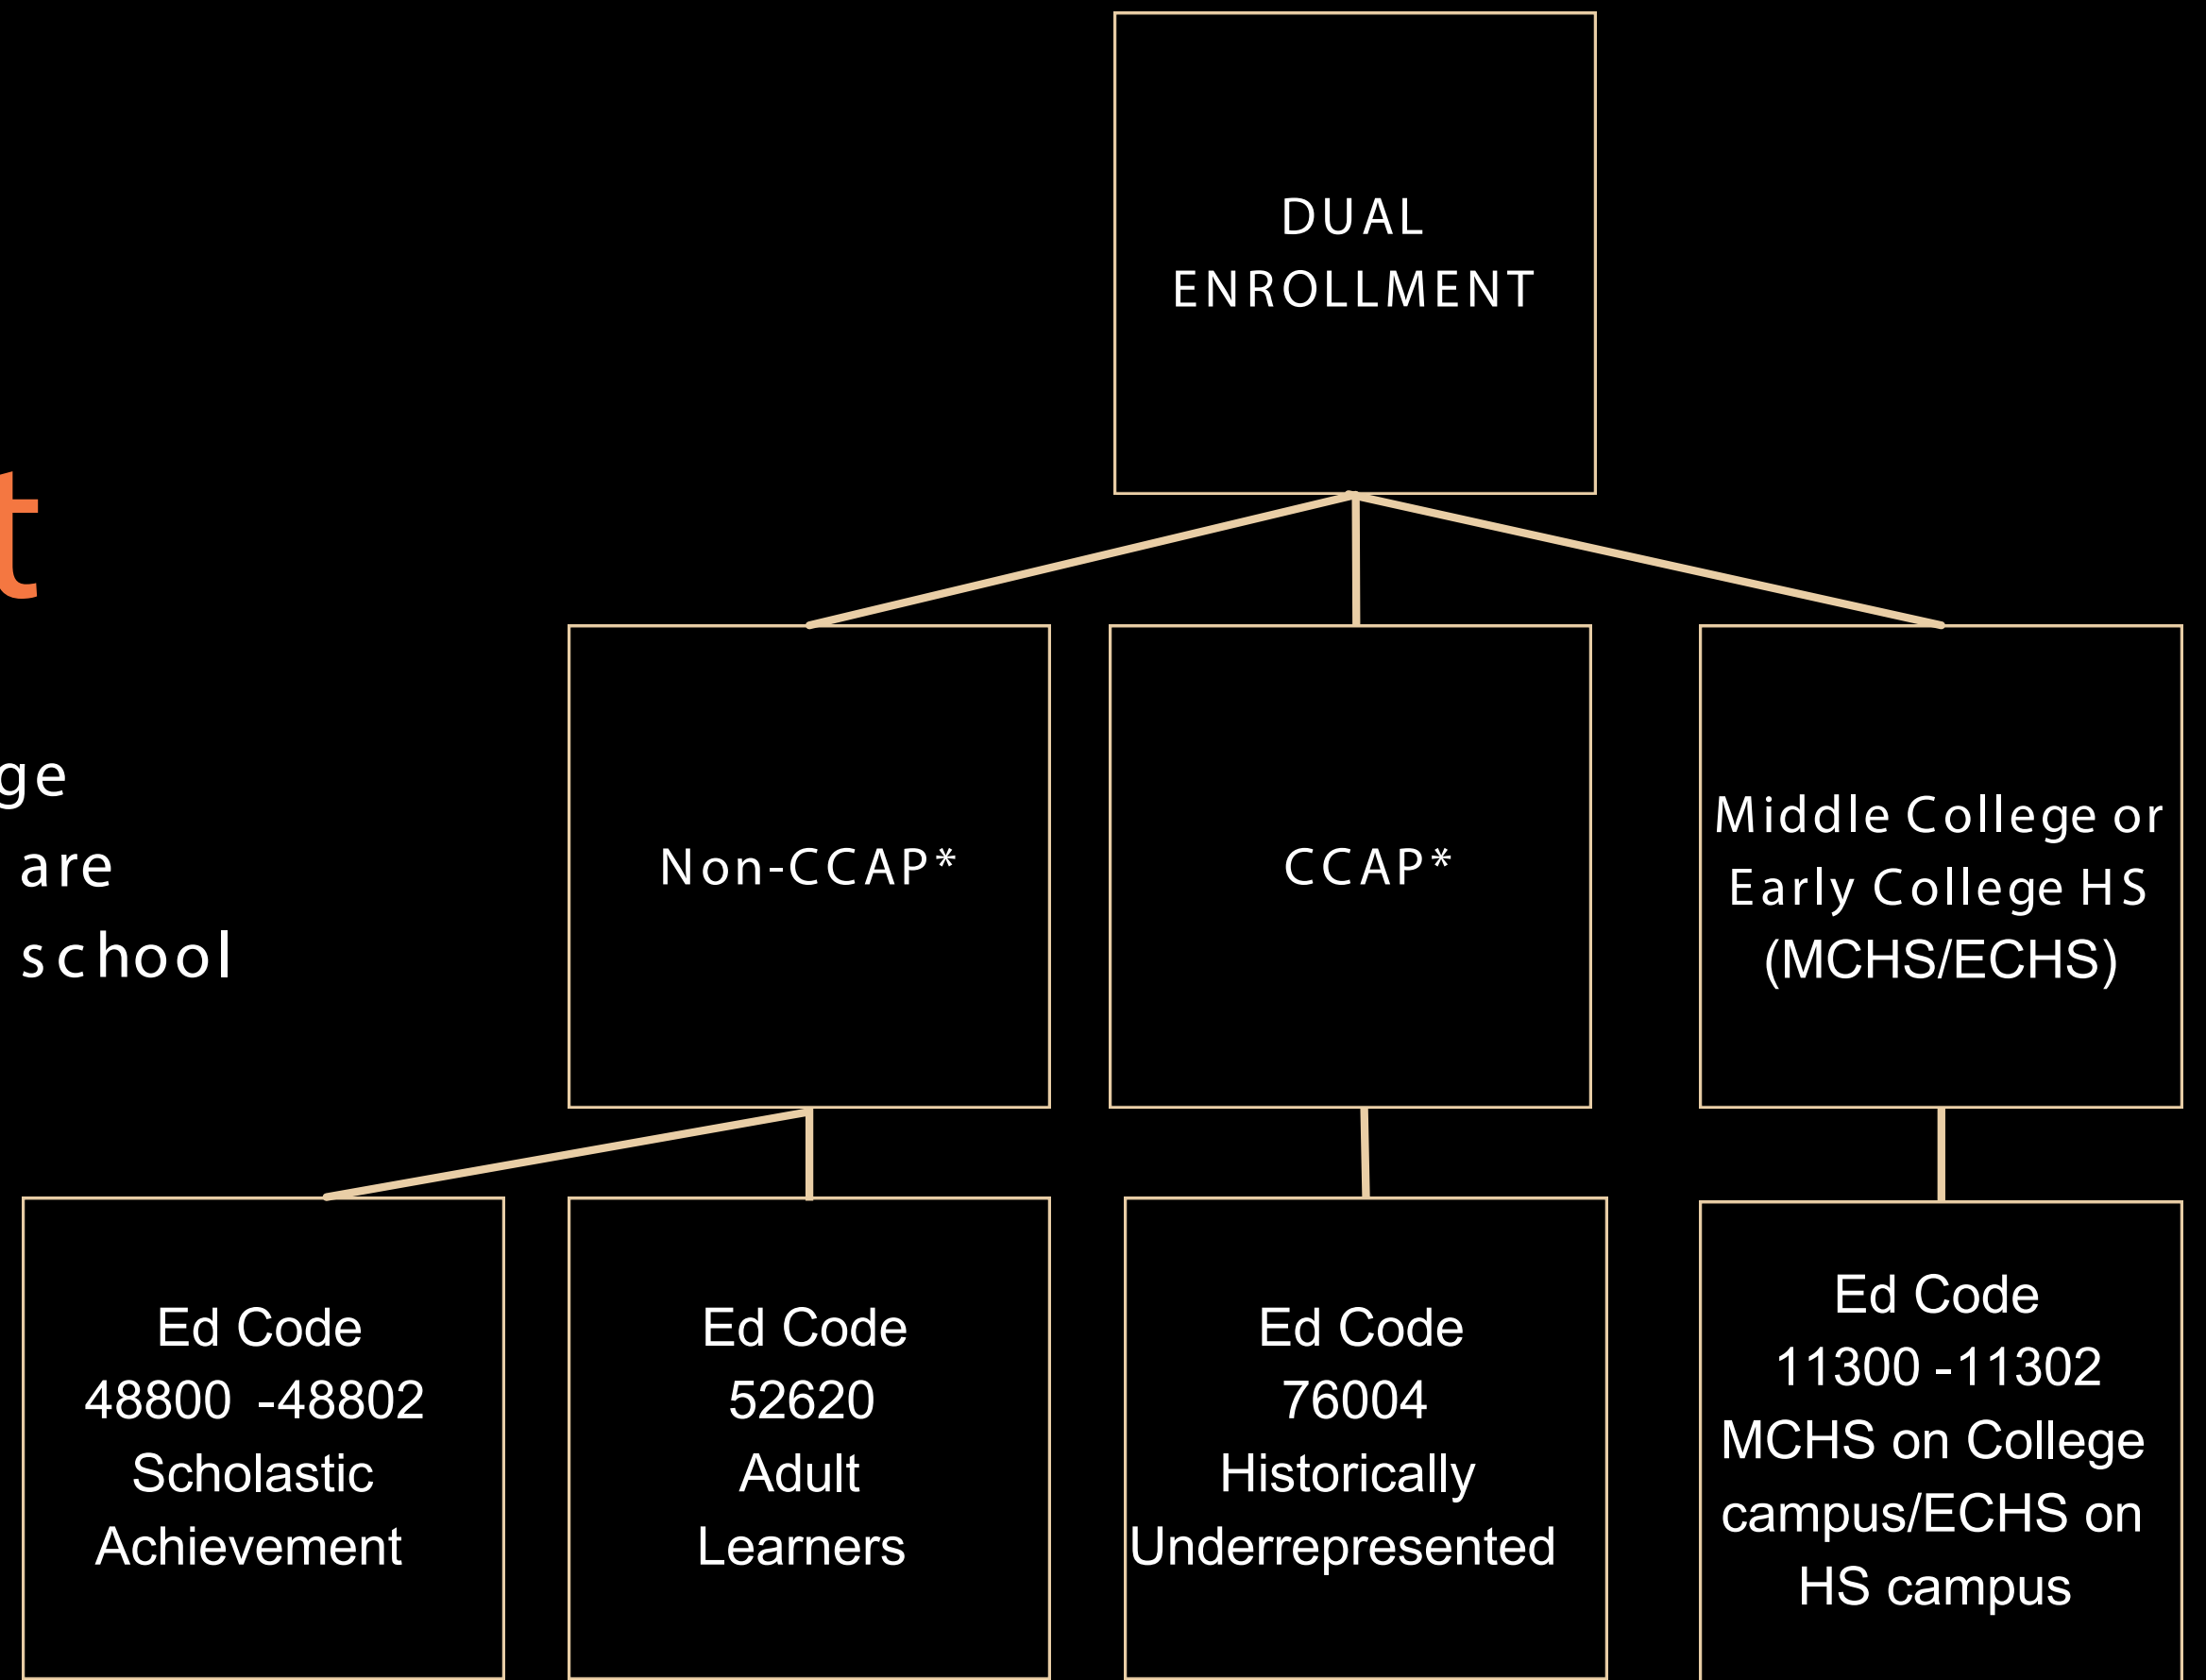 DUAL
ENROLLMENT
t
ge
are
school
Non-CCAP*
CCAP*
Middle College or
Early College HS
(MCHS/ECHS)
Ed Code
48800 -48802
Scholastic
Achievement
Ed Code
52620
Adult
Learners
Ed Code
76004
Historically
Underrepresented
Ed Code
11300 -11302
MCHS on College
campus/ECHS on
HS campus